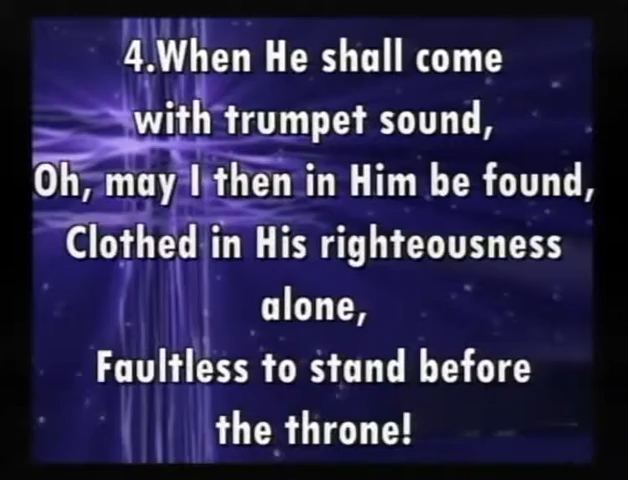 4.When He shall come
with trumpet sound,
Oh, may I then in Him be found,
Clothed in His righteousness
alone,
Faultless to stand before
the throne!